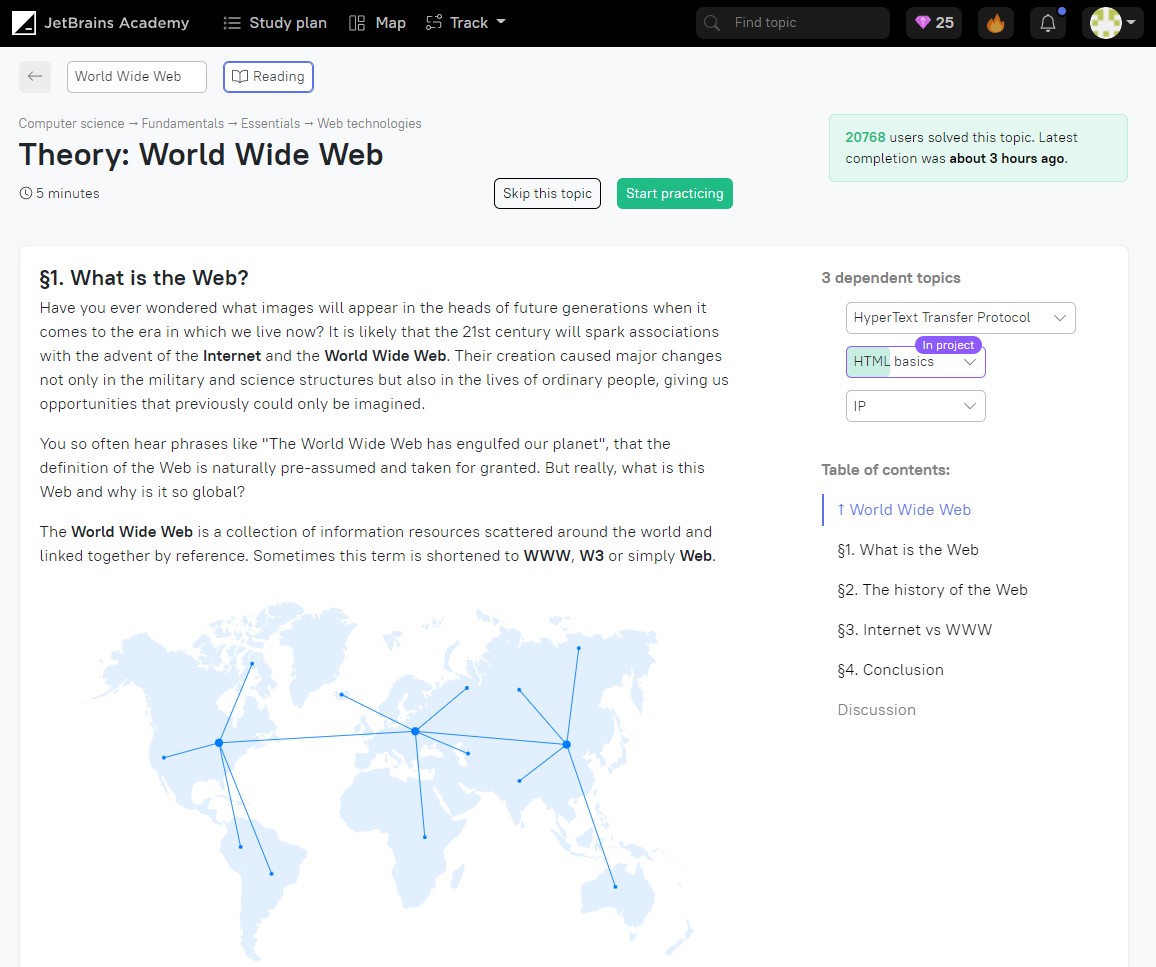 JetBrains Academy Study plan Map Track Find topic 25
World Wide Web Reading
Computer science → Fundamentals → Essentials → Web technologies
Theory: World Wide Web
5 minutes
Skip this topic Start practicing
20768 users solved this topic. Latest
completion was about 3 hours ago.
§1. What is the Web?
Have you ever wondered what images will appear in the heads of future generations when it
comes to the era in which we live now? It is likely that the 21st century will spark associations
with the advent of the Internet and the World Wide Web. Their creation caused major changes
not only in the military and science structures but also in the lives of ordinary people, giving us
opportunities that previously could only be imagined.
You so often hear phrases like "The World Wide Web has engulfed our planet", that the
definition of the Web is naturally pre-assumed and taken for granted. But really, what is this
Web and why is it so global?
The World Wide Web is a collection of information resources scattered around the world and
linked together by reference. Sometimes this term is shortened to WWW, W3 or simply Web.
3 dependent topics
HyperText Transfer Protocol
In project
HTML basics
IP
Table of contents:
↑ World Wide Web
§1. What is the Web
§2. The history of the Web
§3. Internet vs WWW
§4. Conclusion
Discussion